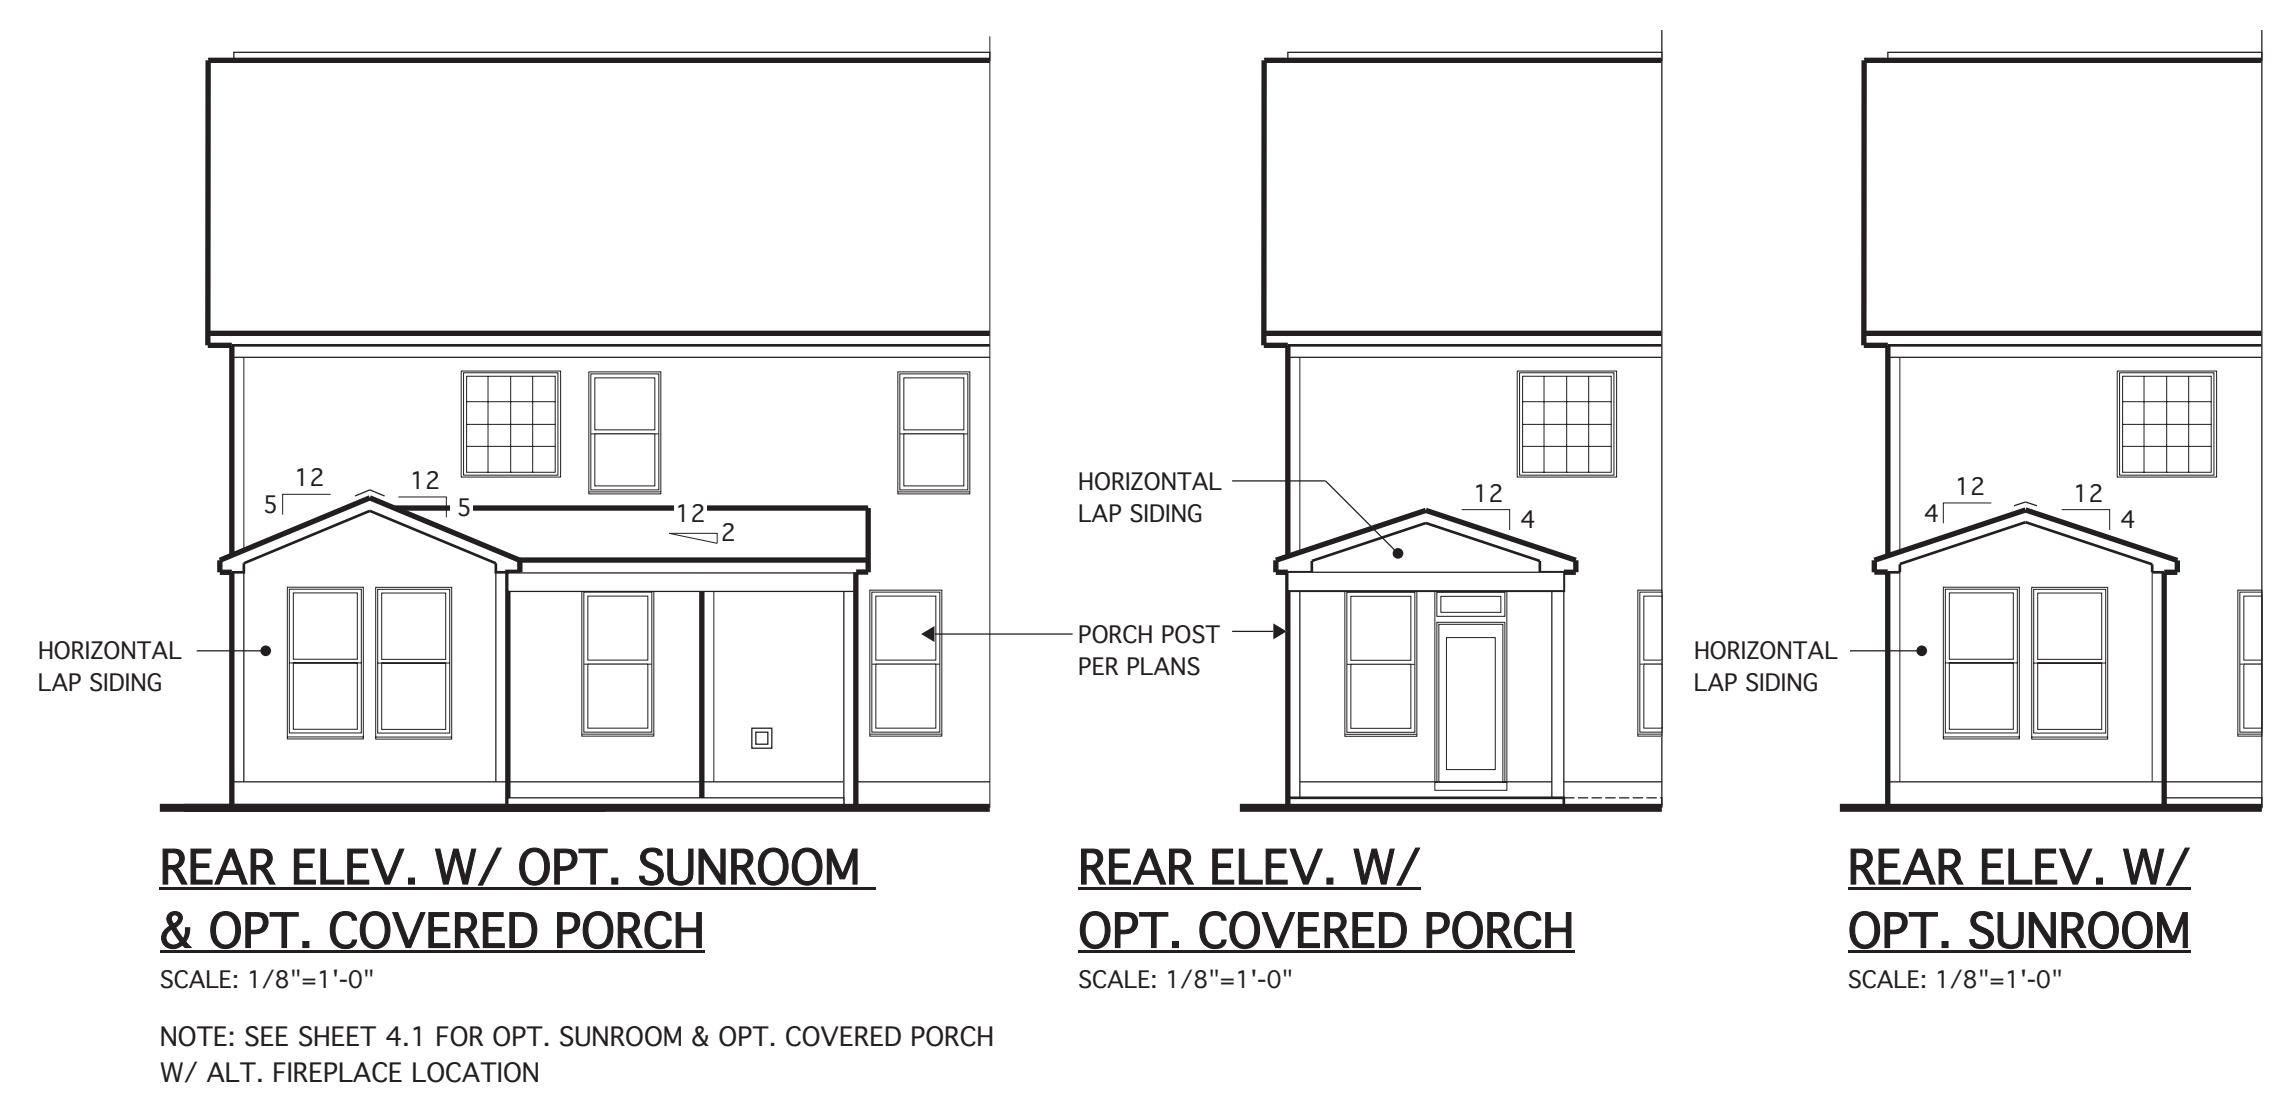 12
5
12
5
12
2
HORIZONTAL
LAP SIDING
REAR ELEV. W/ OPT. SUNROOM
& OPT. COVERED PORCH
SCALE: 1/8"=1'-0"
NOTE: SEE SHEET 4.1 FOR OPT. SUNROOM & OPT. COVERED PORCH
W/ ALT. FIREPLACE LOCATION
HORIZONTAL
LAP SIDING
12
4
PORCH POST
PER PLANS
REAR ELEV. W/
OPT. COVERED PORCH
SCALE: 1/8"=1'-0"
12
4
12
4
HORIZONTAL
LAP SIDING
REAR ELEV. W/
OPT. SUNROOM
SCALE: 1/8"=1'-0"